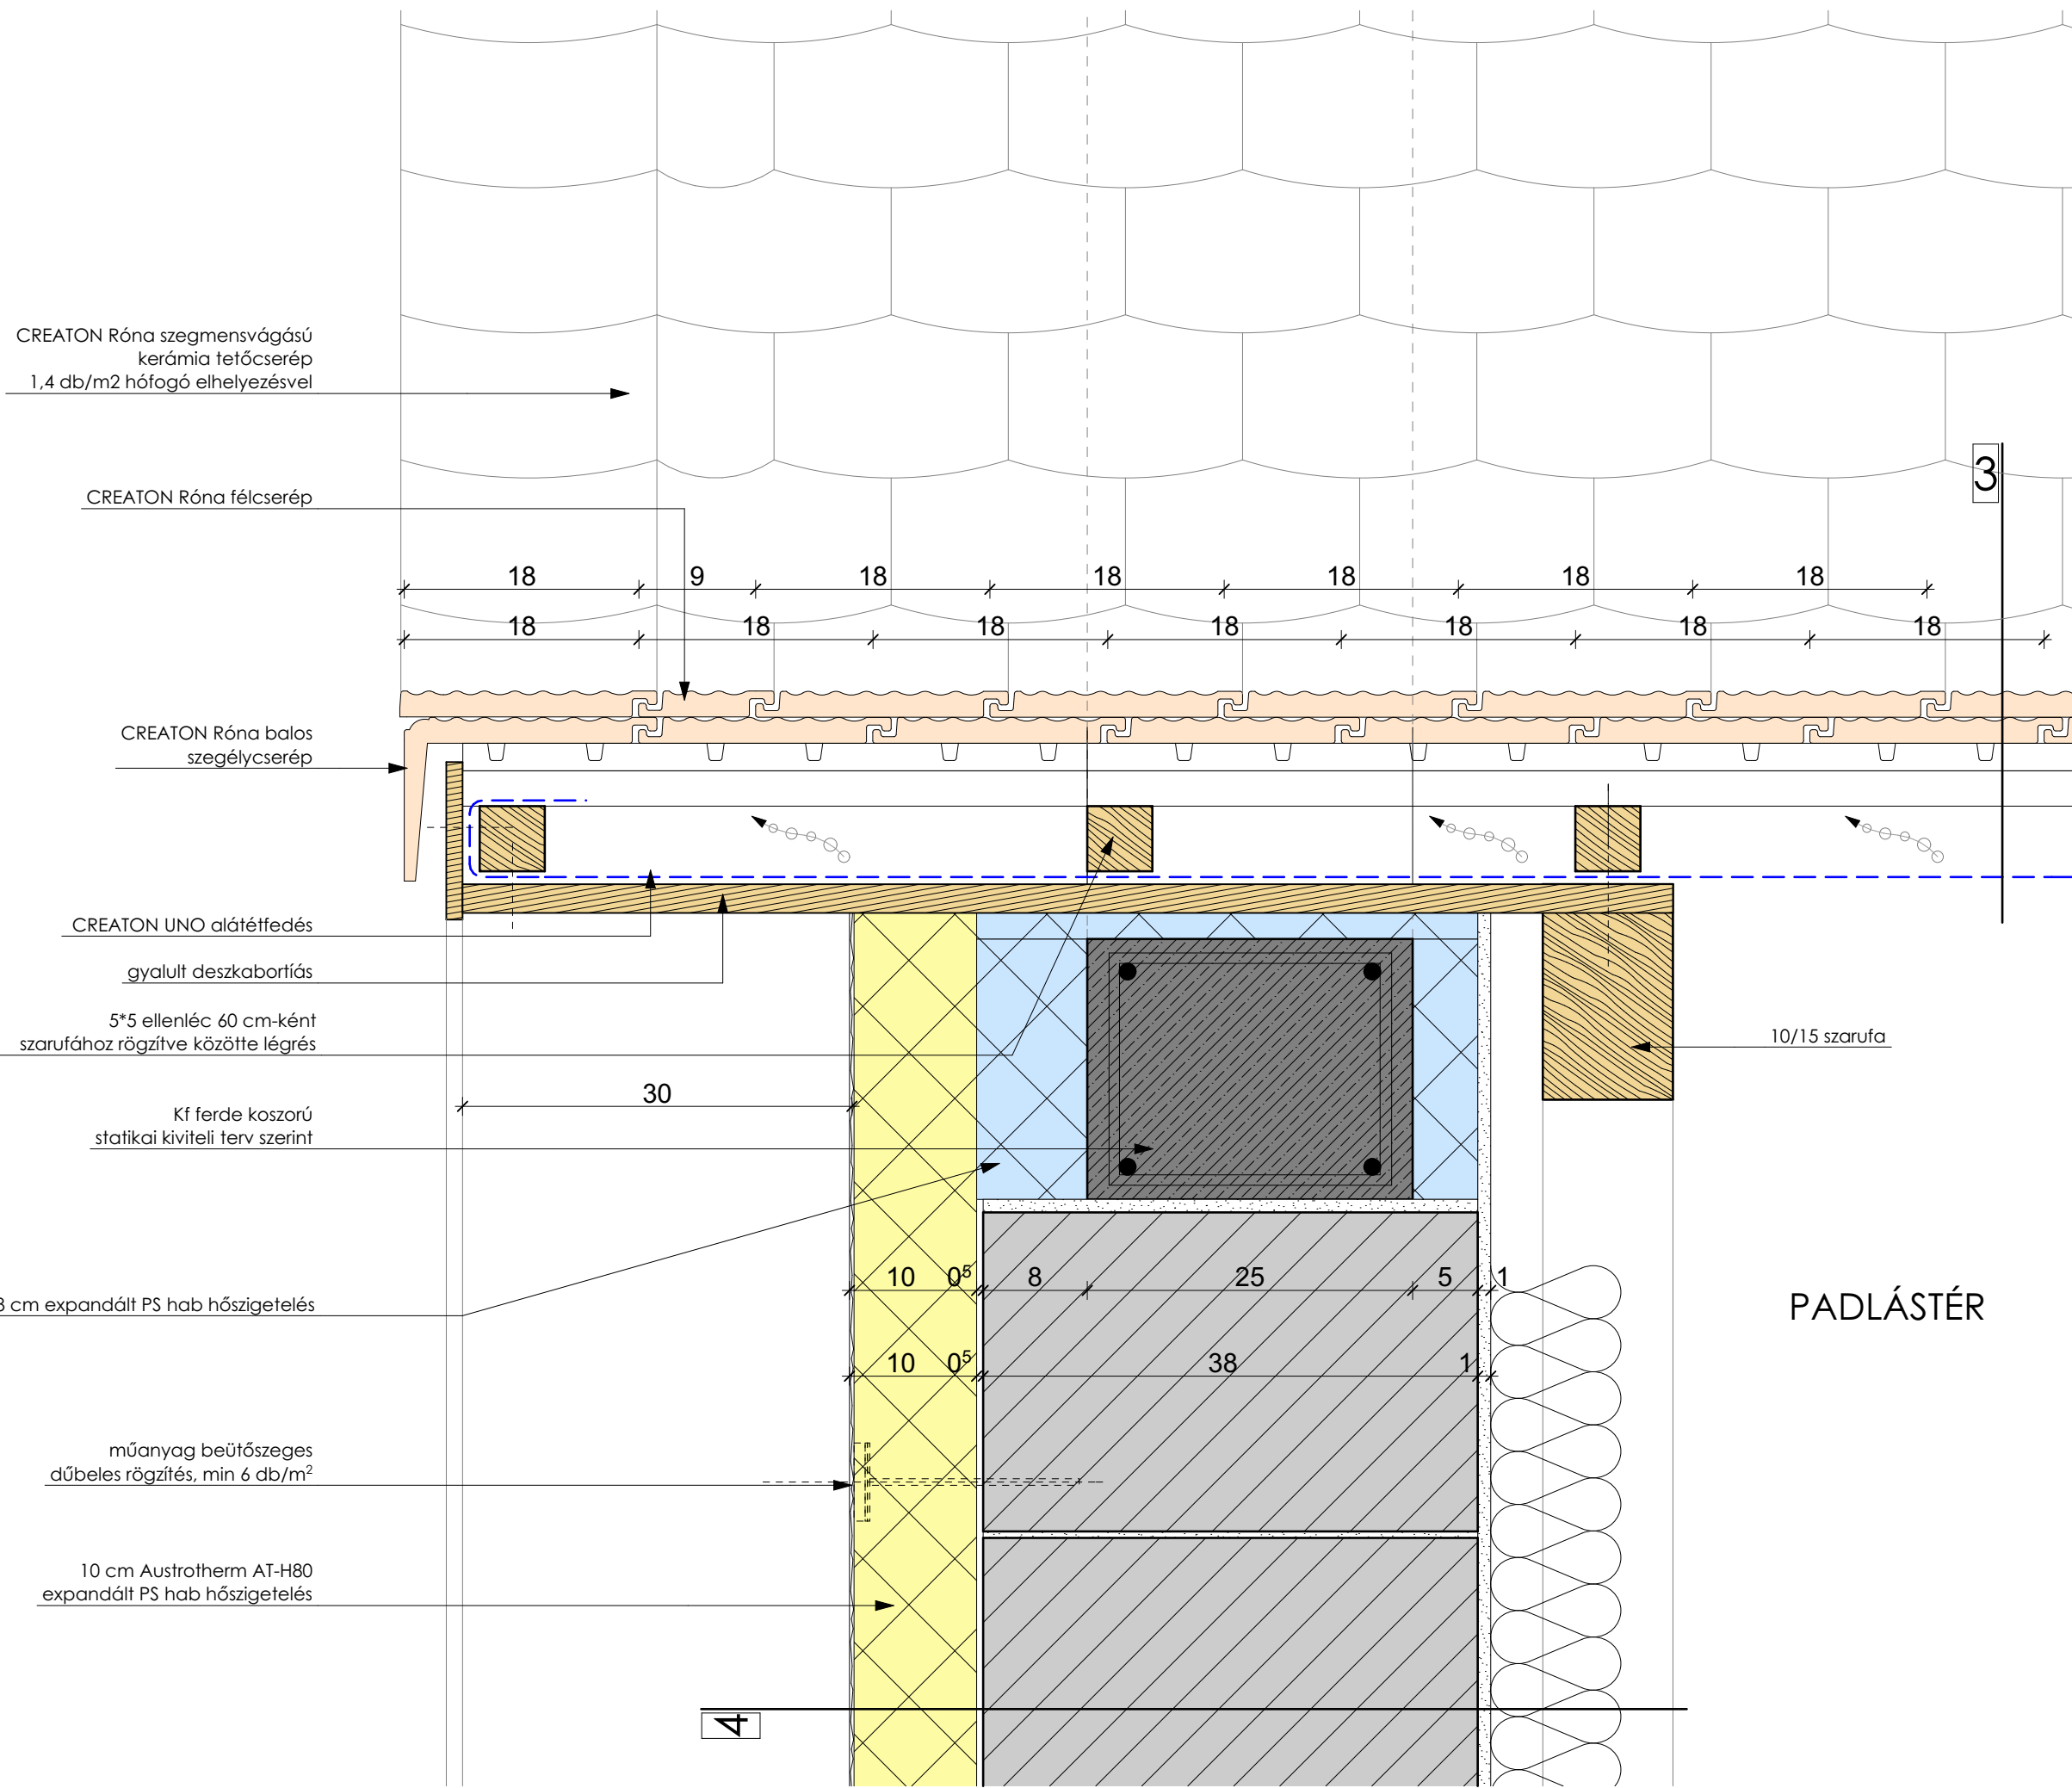 CREATON Róna szegmensvágású
kerámia tetőcserép
1,4 db/m2 hófogó elhelyezésvel
CREATON Róna félcserép
3
18 9 18 18 18 18 18
18 18 18 18 18 18 18
CREATON Róna balos
szegélycserép
CREATON UNO alátétfedés
gyalult deszkabortíás
5*5 ellenléc 60 cm-ként
szarufához rögzítve közötte légrés
10/15 szarufa
30
Kf ferde koszorú
statikai kiviteli terv szerint
10 0⁵ 8 25 5 1
cm expandált PS hab hőszigetelés
PADLÁSTÉR
10 0⁵ 38 1
műanyag beütőszeges
dűbeles rögzítés, min 6 db/m²
10 cm Austrotherm AT-H80
expandált PS hab hőszigetelés
4